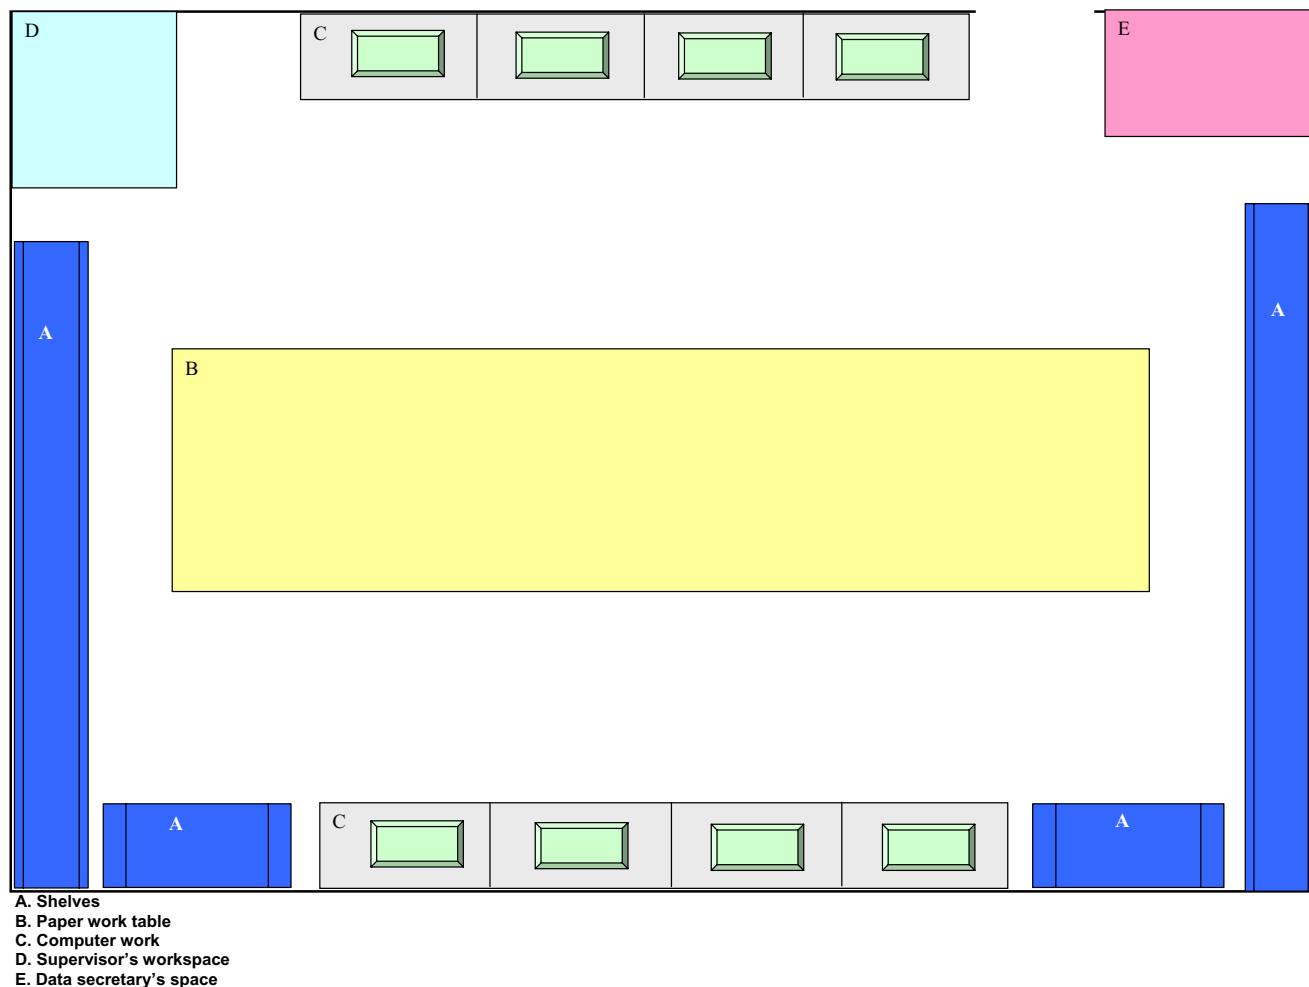 D
C
E
A
A
B
A
C
A
A. Shelves
B. Paper work table
C. Computer work
D. Supervisor’s workspace
E. Data secretary’s space